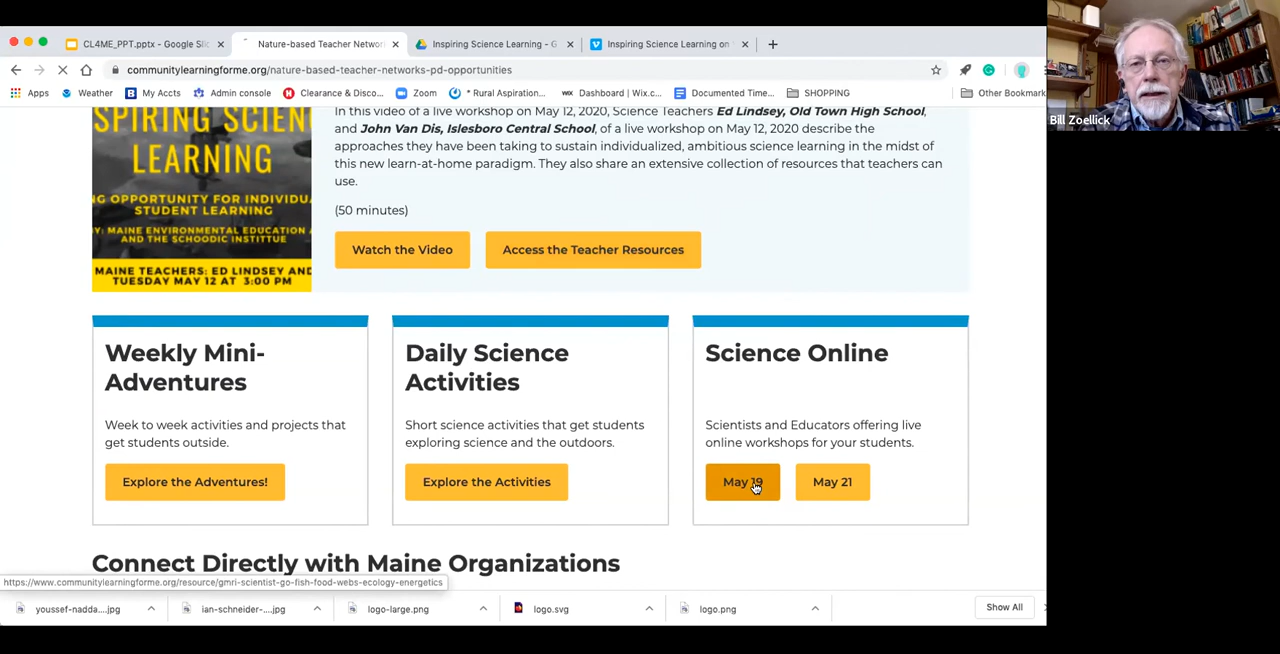 CL4ME_PPT.pptx - Google Slic
Nature-based Teacher Networ
Inspiring Science Learning - G
Inspiring Science Learning on
communitylearningforme.org/nature-based-teacher-networks-pd-opportunities
Apps
Weather
My Accts
Admin console
Clearance & Disco...
Zoom
* Rural Aspiration...
Dashboard | Wix.c...
Documented Time...
SHOPPING
Other Bookmark
Bill Zoellick
SPIRING SCIEN
LEARNING
NG OPPORTUNITY FOR INDIVIDU
STUDENT LEARNING
Y: MAINE ENVIRONMENTAL EDUCATION A
AND THE SCHOODIC INSTITTUE
MAINE TEACHERS: ED LINDSEY AND
TUESDAY MAY 12 AT 3:00 PM
In this video of a live workshop on May 12, 2020, Science Teachers Ed Lindsey, Old Town High School,
and John Van Dis, Islesboro Central School, of a live workshop on May 12, 2020 describe the
approaches they have been taking to sustain individualized, ambitious science learning in the midst of
this new learn-at-home paradigm. They also share an extensive collection of resources that teachers can
use.
(50 minutes)
Watch the Video
Access the Teacher Resources
Weekly Mini-
Adventures
Week to week activities and projects that
get students outside.
Explore the Adventures!
Daily Science
Activities
Short science activities that get students
exploring science and the outdoors.
Explore the Activities
Science Online
Scientists and Educators offering live
online workshops for your students.
May 19
May 21
Connect Directly with Maine Organizations
https://www.communitylearningforme.org/resource/gmri-scientist-go-fish-food-webs-ecology-energetics
youssef-nadda....jpg
ian-schneider-....jpg
logo-large.png
logo.svg
logo.png
Show All